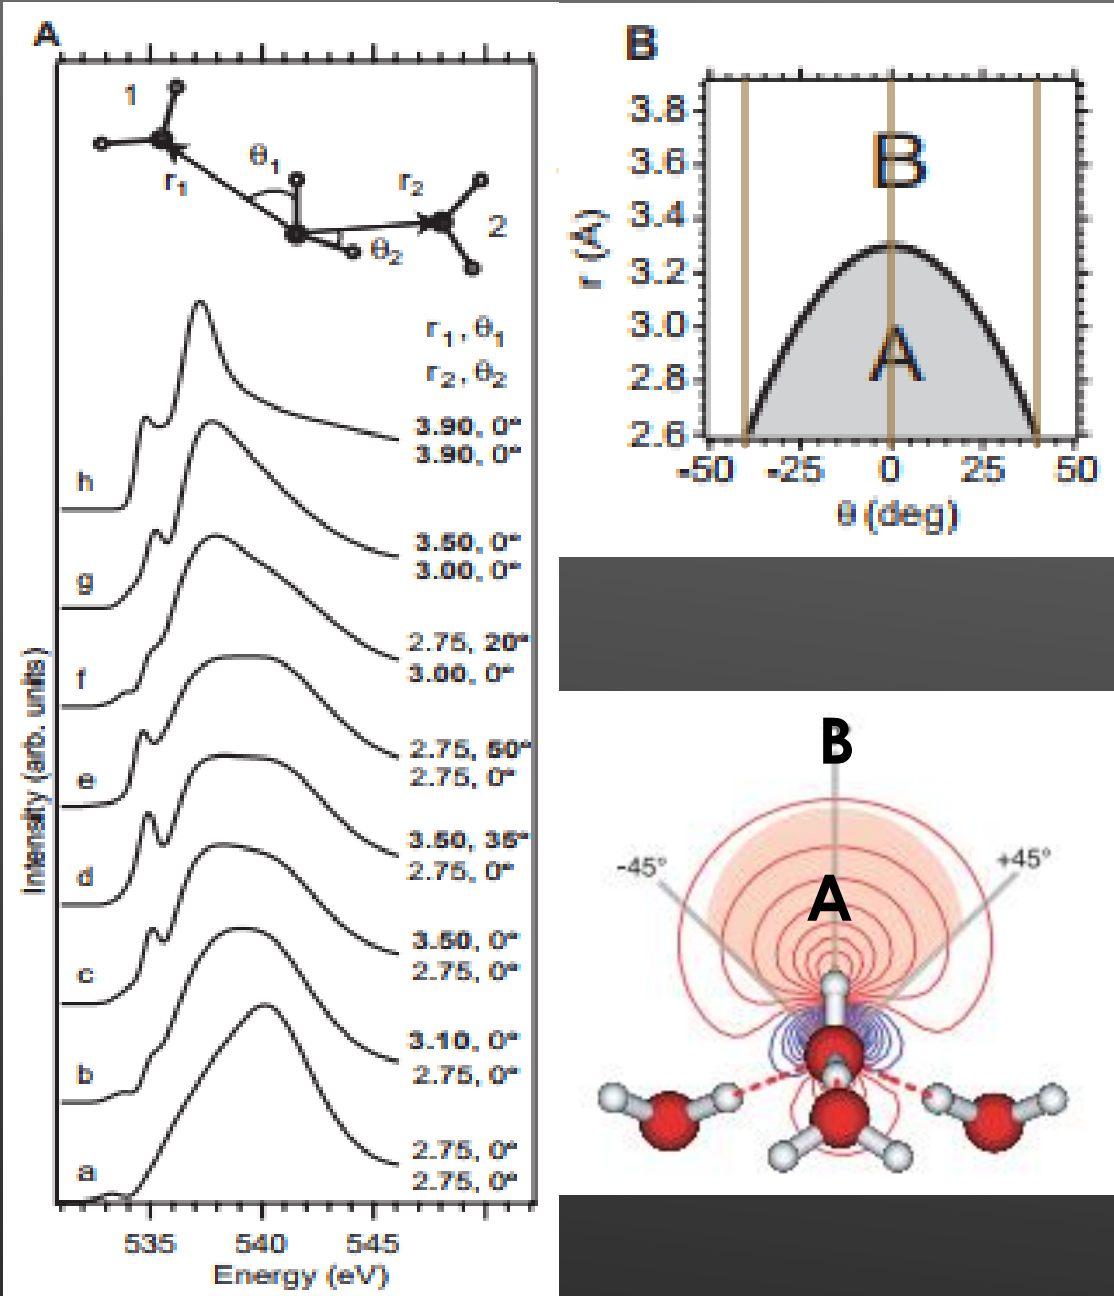 A
1
r1
θ1
r2
2
θ2
r1, θ1
r2, θ2
3.90, 0°
3.90, 0°
h
3.50, 0°
3.00, 0°
g
2.75, 20°
3.00, 0°
f
2.75, 50°
2.75, 0°
e
3.50, 35°
2.75, 0°
d
3.50, 0°
2.75, 0°
c
3.10, 0°
2.75, 0°
b
2.75, 0°
2.75, 0°
a
Intensity (arb. units)
535 540 545
Energy (eV)
B
3.8
3.6
3.4
3.2
3.0
2.8
2.6
r (Å)
B
A
-50 -25 0 25 50
θ (deg)
B
-45° +45°
A